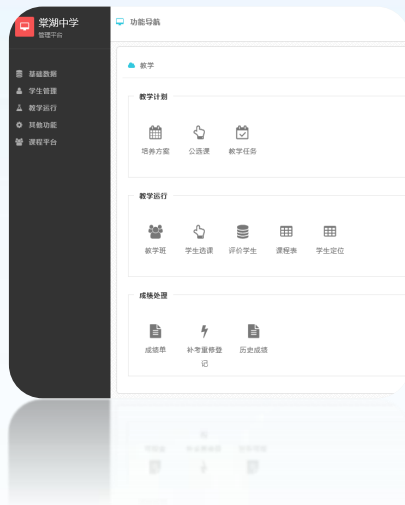 棠湖中学
管理平台
功能导航
基础数据
学生管理
教学运行
其他功能
课程平台
教学
教学计划
培养方案
公选课
教学任务
教学运行
教学班
学生选课
评价学生
课程表
学生定位
成绩处理
成绩单
补考重修登
记
历史成绩